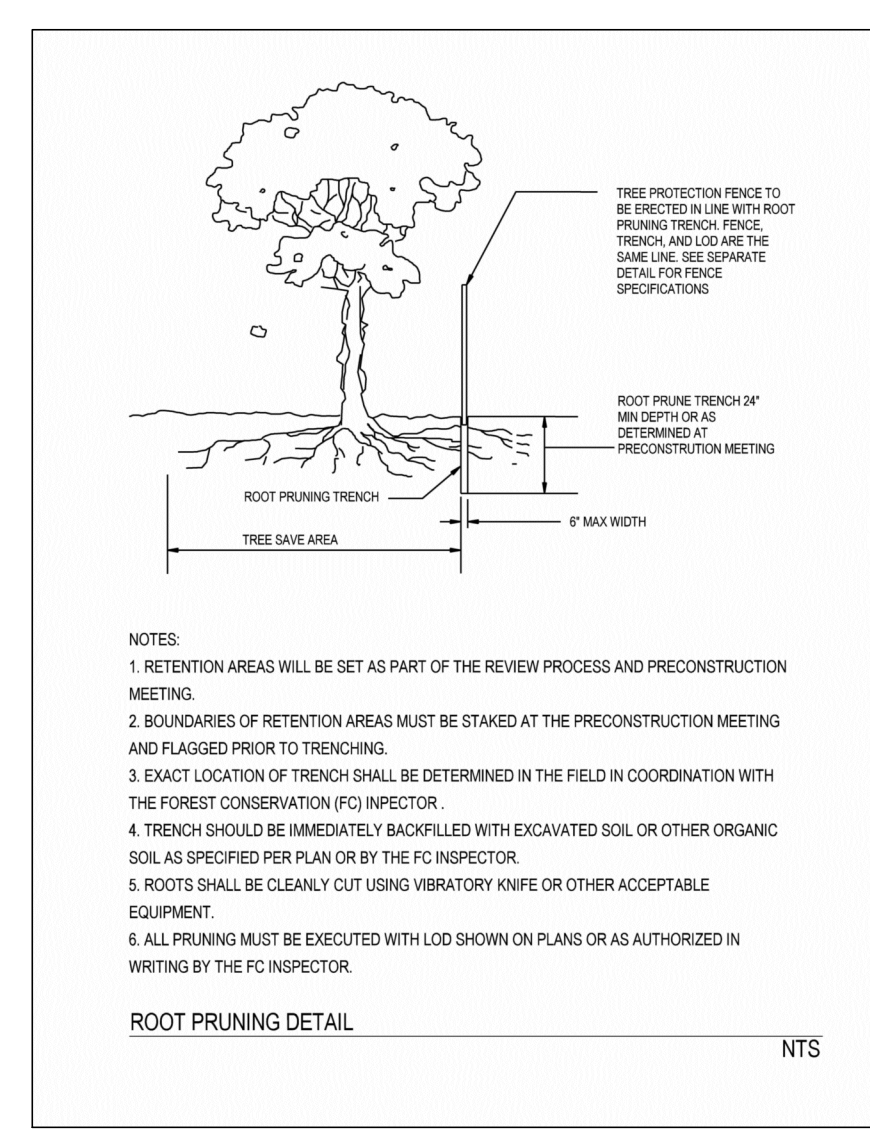 TREE PROTECTION FENCE TO
BE ERECTED IN LINE WITH ROOT
PRUNING TRENCH. FENCE,
TRENCH, AND LOD ARE THE
SAME LINE. SEE SEPARATE
DETAIL FOR FENCE
SPECIFICATIONS
ROOT PRUNE TRENCH 24"
MIN DEPTH OR AS
DETERMINED AT
PRECONSTRUTION MEETING
ROOT PRUNING TRENCH
6" MAX WIDTH
TREE SAVE AREA
NOTES:
1. RETENTION AREAS WILL BE SET AS PART OF THE REVIEW PROCESS AND PRECONSTRUCTION
MEETING.
2. BOUNDARIES OF RETENTION AREAS MUST BE STAKED AT THE PRECONSTRUCTION MEETING
AND FLAGGED PRIOR TO TRENCHING.
3. EXACT LOCATION OF TRENCH SHALL BE DETERMINED IN THE FIELD IN COORDINATION WITH
THE FOREST CONSERVATION (FC) INPECTOR .
4. TRENCH SHOULD BE IMMEDIATELY BACKFILLED WITH EXCAVATED SOIL OR OTHER ORGANIC
SOIL AS SPECIFIED PER PLAN OR BY THE FC INSPECTOR.
5. ROOTS SHALL BE CLEANLY CUT USING VIBRATORY KNIFE OR OTHER ACCEPTABLE
EQUIPMENT.
6. ALL PRUNING MUST BE EXECUTED WITH LOD SHOWN ON PLANS OR AS AUTHORIZED IN
WRITING BY THE FC INSPECTOR.
ROOT PRUNING DETAIL
NTS